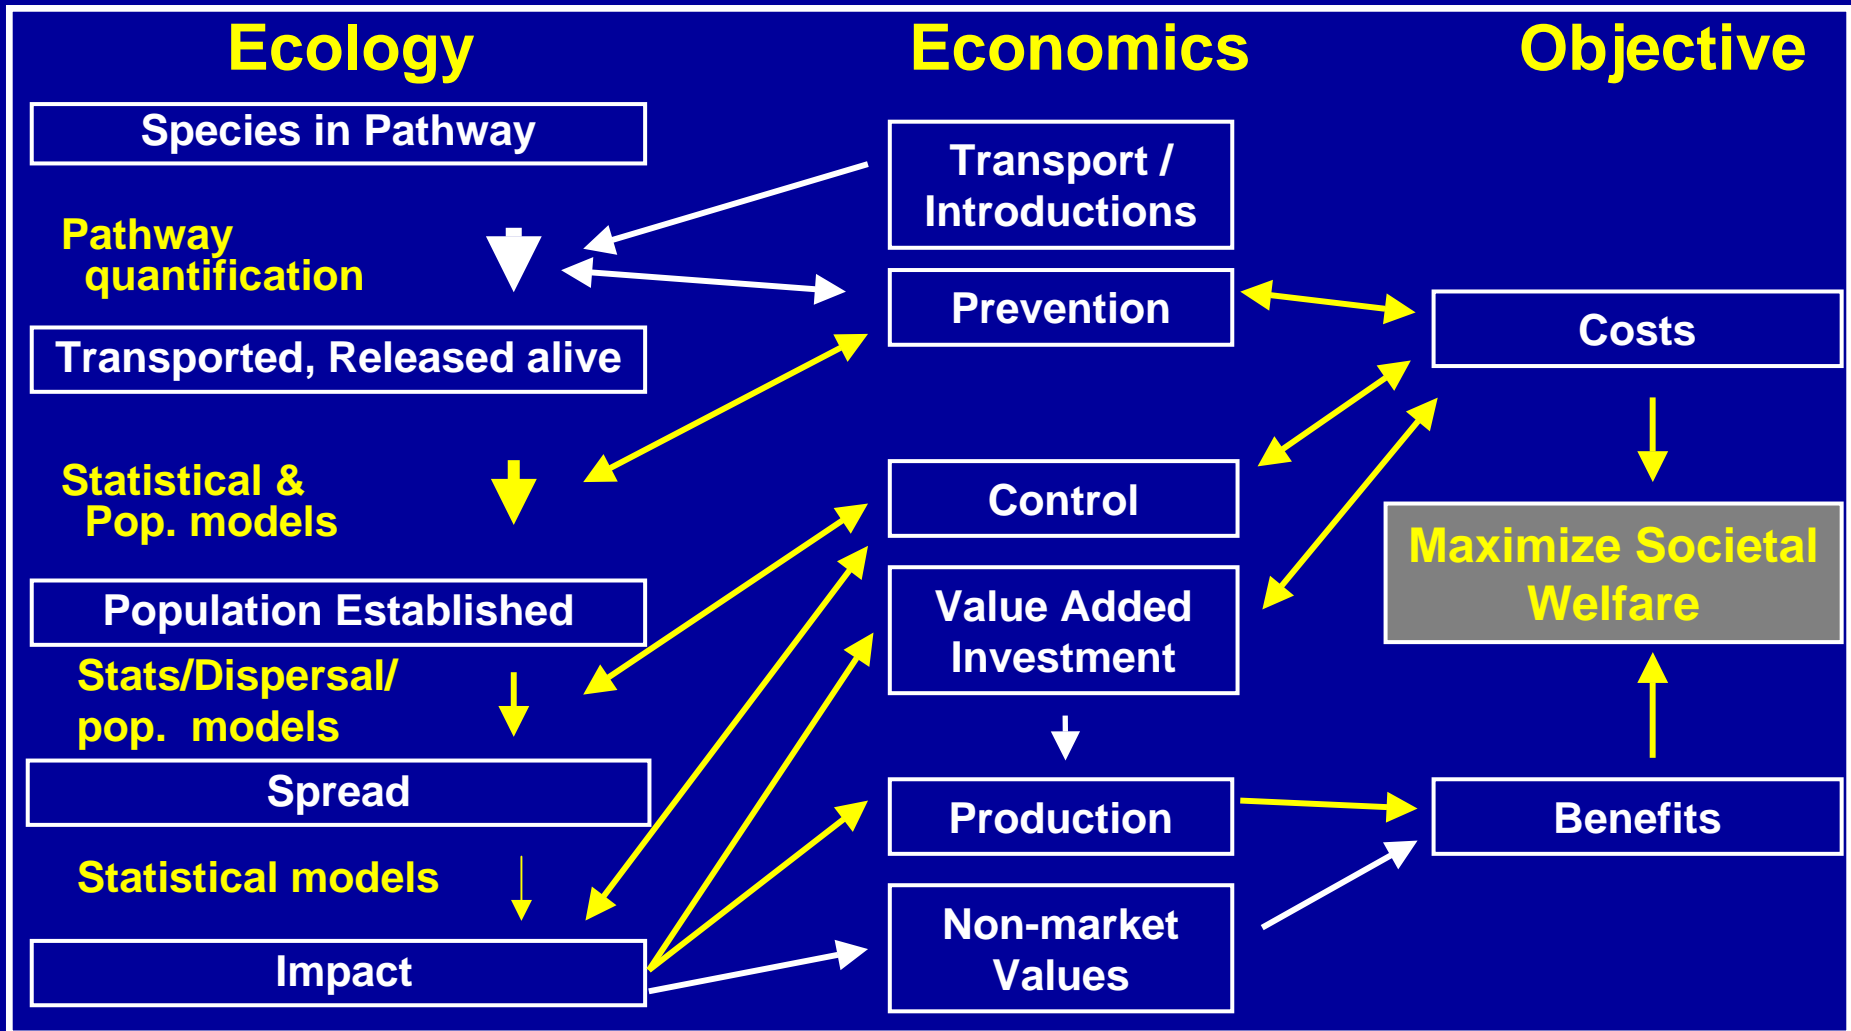 Ecology
Economics
Objective
Species in Pathway
Pathway
quantification
Transported, Released alive
Statistical &
Pop. models
Population Established
Stats/Dispersal/
pop. models
Spread
Statistical models
Impact
Transport /
Introductions
Prevention
Control
Value Added
Investment
Production
Non-market
Values
Costs
Maximize Societal
Welfare
Benefits